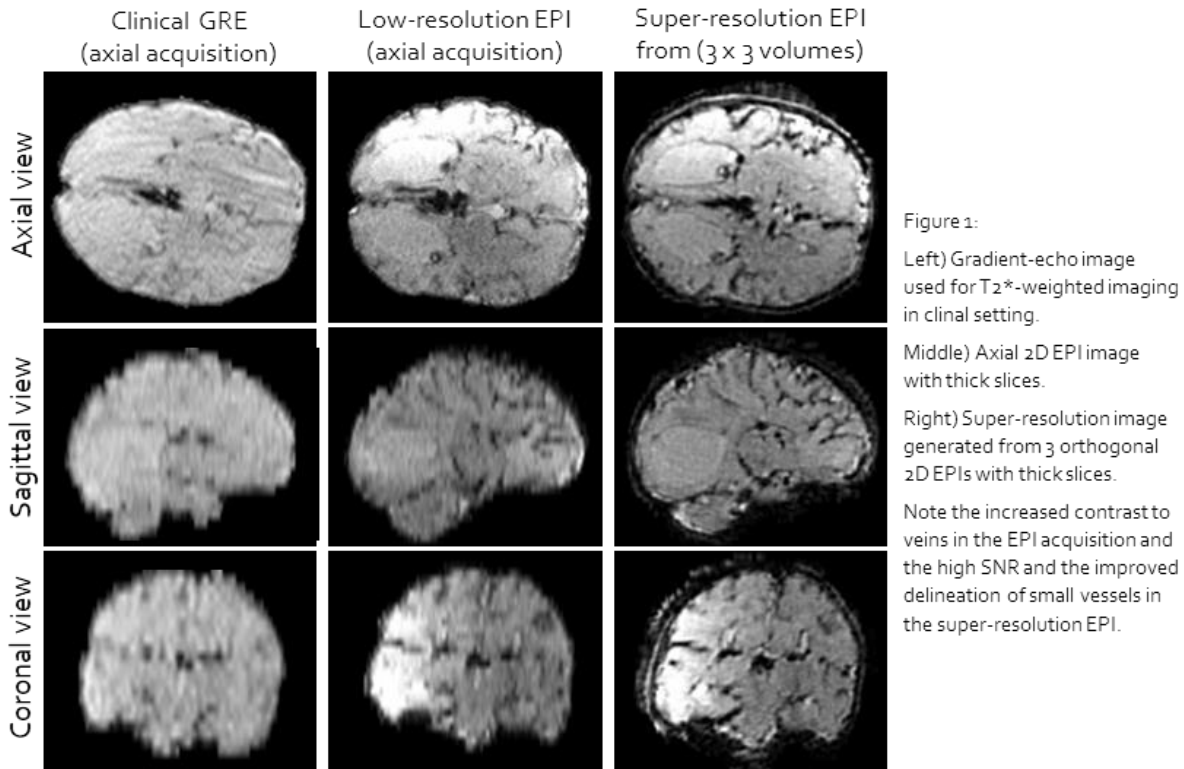 Clinical GRE
(axial acquisition)
Low-resolution EPI
(axial acquisition)
Super-resolution EPI
from (3 x 3 volumes)
Axial view
Sagittal view
Coronal view
Figure 1:
Left) Gradient-echo image
used for T2*-weighted imaging
in clinal setting.
Middle) Axial 2D EPI image
with thick slices.
Right) Super-resolution image
generated from 3 orthogonal
2D EPIs with thick slices.
Note the increased contrast to
veins in the EPI acquisition and
the high SNR and the improved
delineation of small vessels in
the super-resolution EPI.